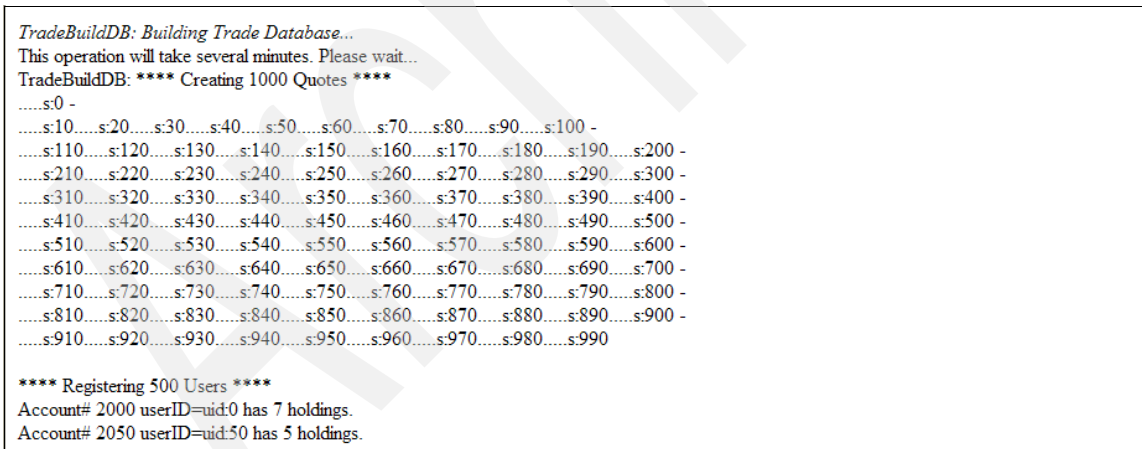 TradeBuildDB: Building Trade Database...
This operation will take several minutes. Please wait...
TradeBuildDB: **** Creating 1000 Quotes ****
.....s:0 -
.....s:10.....s:20.....s:30.....s:40.....s:50.....s:60.....s:70.....s:80.....s:90.....s:100 -
.....s:110.....s:120.....s:130.....s:140.....s:150.....s:160.....s:170.....s:180.....s:190.....s:200 -
.....s:210.....s:220.....s:230.....s:240.....s:250.....s:260.....s:270.....s:280.....s:290.....s:300 -
.....s:310.....s:320.....s:330.....s:340.....s:350.....s:360.....s:370.....s:380.....s:390.....s:400 -
.....s:410.....s:420.....s:430.....s:440.....s:450.....s:460.....s:470.....s:480.....s:490.....s:500 -
.....s:510.....s:520.....s:530.....s:540.....s:550.....s:560.....s:570.....s:580.....s:590.....s:600 -
.....s:610.....s:620.....s:630.....s:640.....s:650.....s:660.....s:670.....s:680.....s:690.....s:700 -
.....s:710.....s:720.....s:730.....s:740.....s:750.....s:760.....s:770.....s:780.....s:790.....s:800 -
.....s:810.....s:820.....s:830.....s:840.....s:850.....s:860.....s:870.....s:880.....s:890.....s:900 -
.....s:910.....s:920.....s:930.....s:940.....s:950.....s:960.....s:970.....s:980.....s:990
**** Registering 500 Users ****
Account# 2000 userID=uid:0 has 7 holdings.
Account# 2050 userID=uid:50 has 5 holdings.